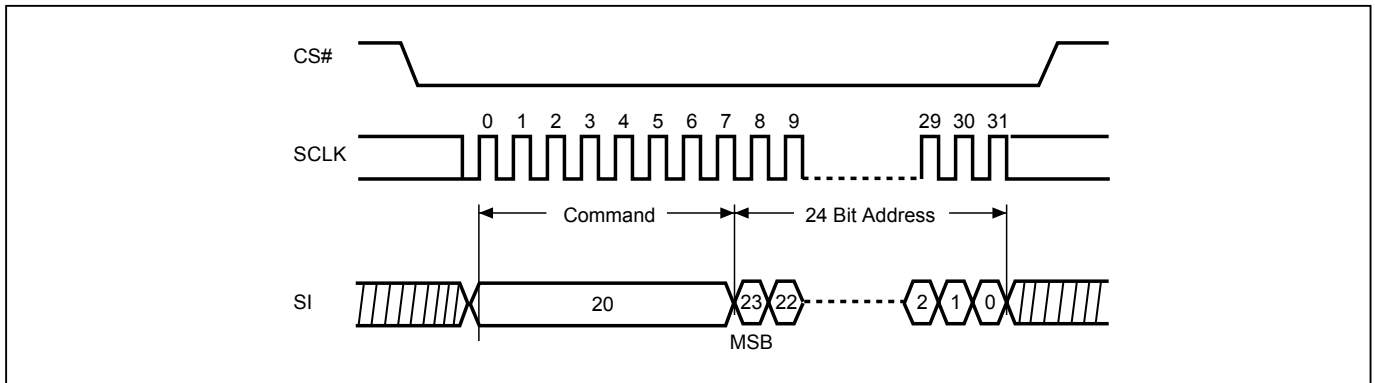 CS#
0 1 2 3 4 5 6 7 8 9 29 30 31
SCLK
Command 24 Bit Address
SI 20 23 22 2 1 0
MSB